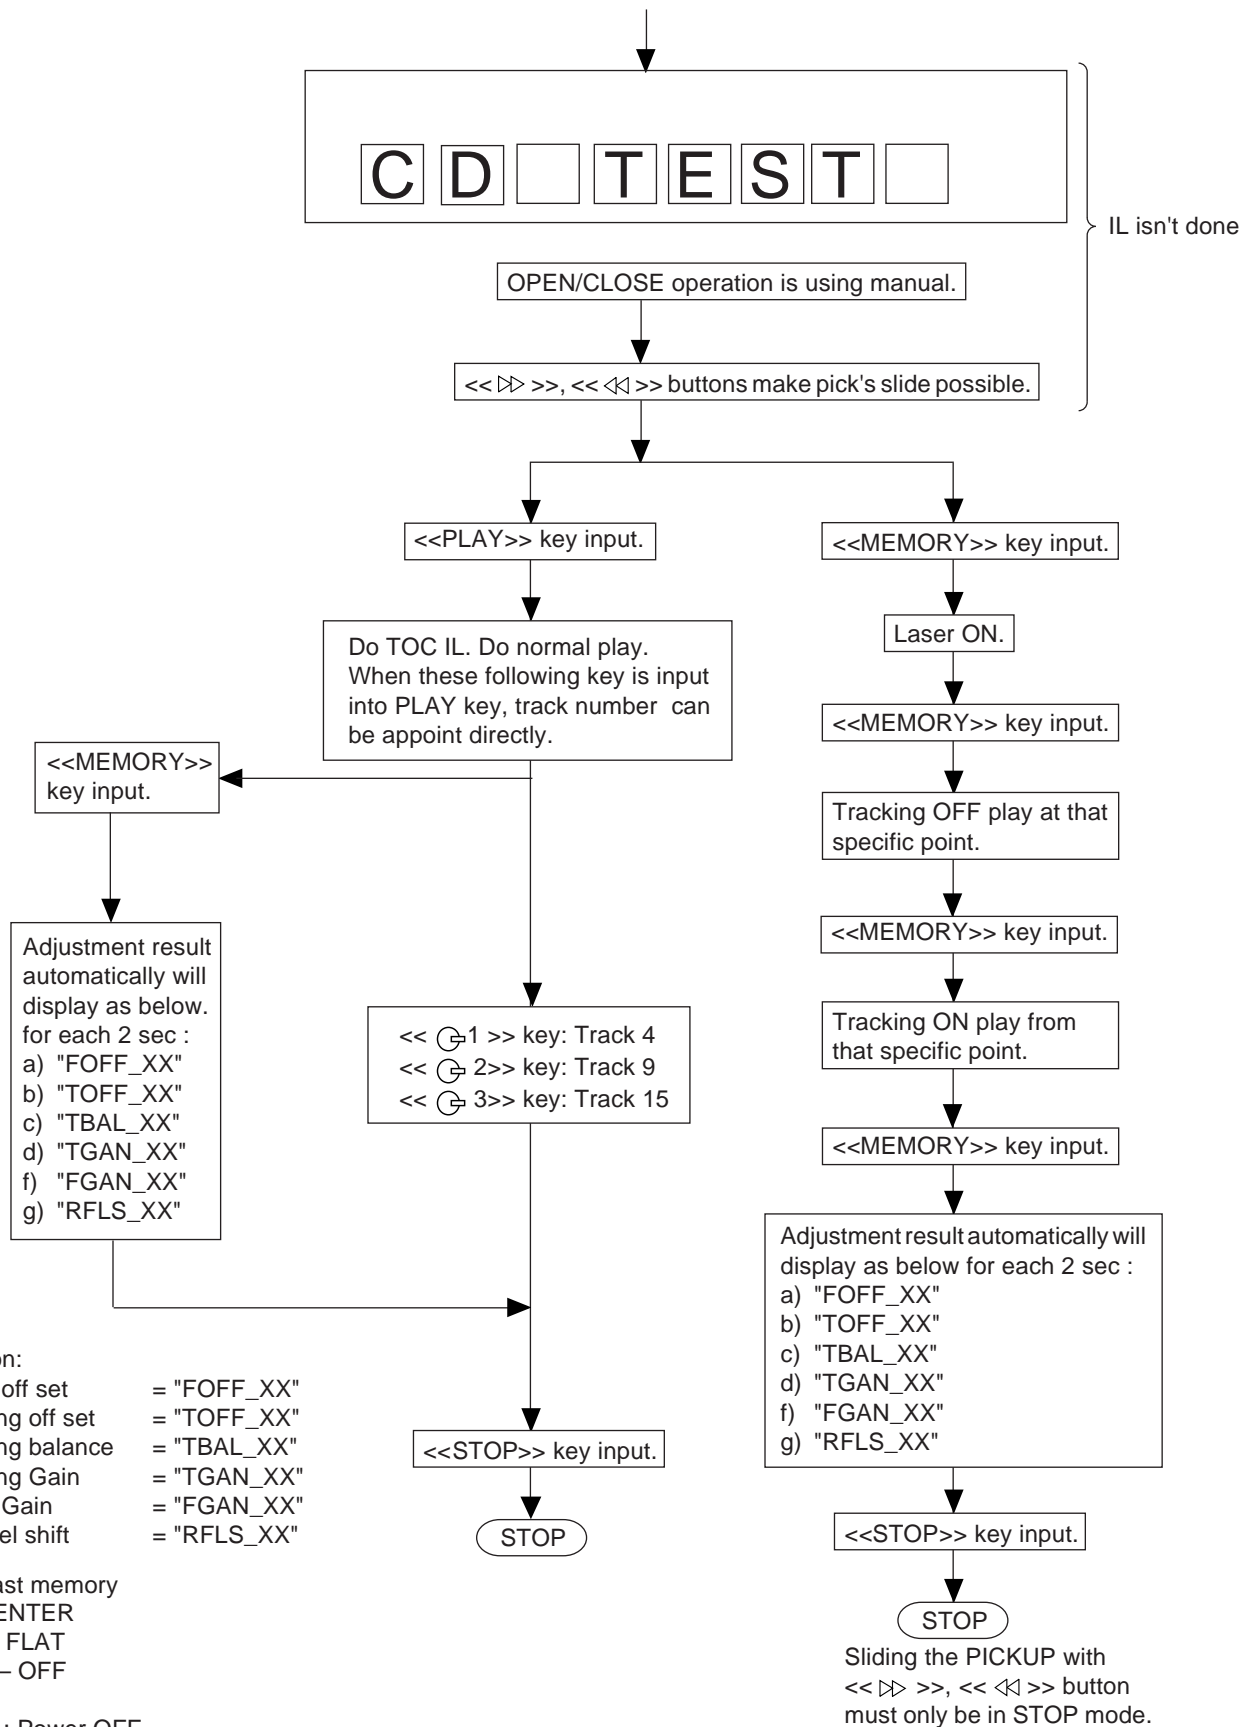 CD TEST
IL isn't done
OPEN/CLOSE operation is using manual.
<< ▷▷ >>, << ◁◁ >> buttons make pick's slide possible.
<<PLAY>> key input.
<<MEMORY>> key input.
Do TOC IL. Do normal play.
When these following key is input
into PLAY key, track number can
be appoint directly.
Laser ON.
<<MEMORY>> key input.
<<MEMORY>>
key input.
Tracking OFF play at that
specific point.
<<MEMORY>> key input.
Adjustment result
automatically will
display as below.
for each 2 sec :
a) "FOFF_XX"
b) "TOFF_XX"
c) "TBAL_XX"
d) "TGAN_XX"
f) "FGAN_XX"
g) "RFLS_XX"
<< 1 >> key: Track 4
<< 2>> key: Track 9
<< 3>> key: Track 15
Tracking ON play from
that specific point.
<<MEMORY>> key input.
Adjustment result automatically will
display as below for each 2 sec :
a) "FOFF_XX"
b) "TOFF_XX"
c) "TBAL_XX"
d) "TGAN_XX"
f) "FGAN_XX"
g) "RFLS_XX"
off set = "FOFF_XX"
off set = "TOFF_XX"
balance = "TBAL_XX"
Gain = "TGAN_XX"
Gain = "FGAN_XX"
shift = "RFLS_XX"
<<STOP>> key input.
STOP
memory
FLAT
– OFF
: Power OFF
<<STOP>> key input.
STOP
Sliding the PICKUP with
<< ▷▷ >>, << ◁◁ >> button
must only be in STOP mode.